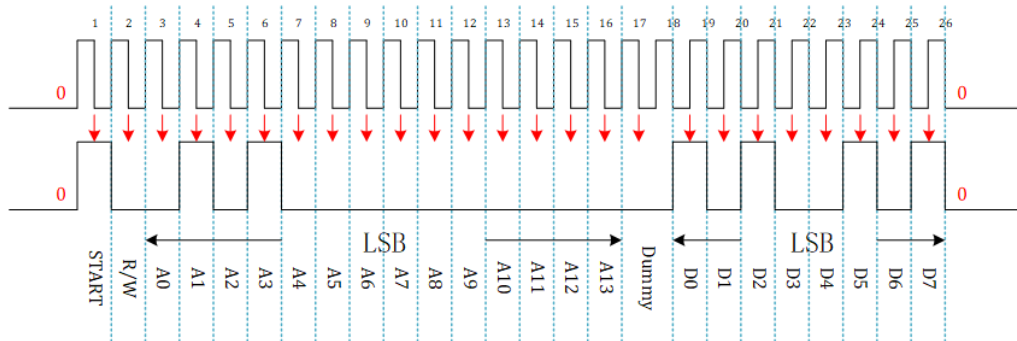 1 2 3 4 5 6 7 8 9 10 11 12 13 14 15 16 17 18 19 20 21 22 23 24 25 26
0 0
0 0
LSB LSB
START R/W A0 A1 A2 A3 A4 A5 A6 A7 A8 A9 A10 A11 A12 A13 Dummy D0 D1 D2 D3 D4 D5 D6 D7